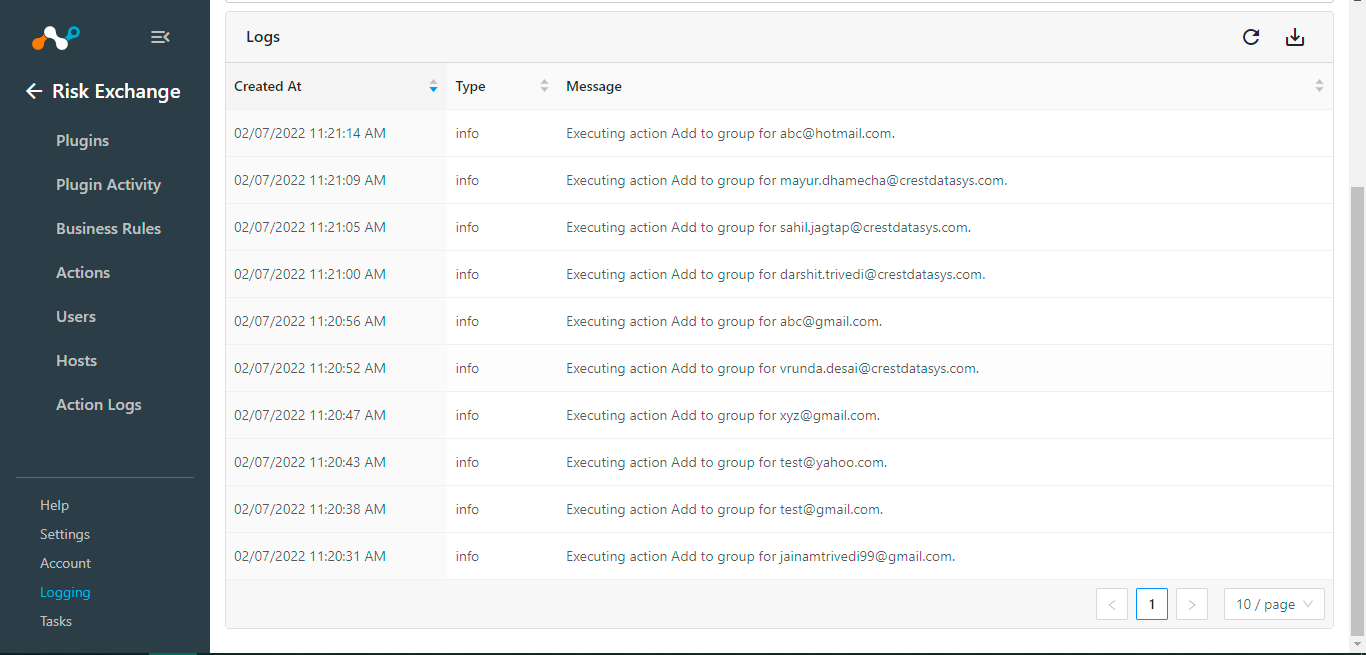 Risk Exchange
Plugins
Plugin Activity
Business Rules
Actions
Users
Hosts
Action Logs
Help
Settings
Account
Logging
Tasks
Logs
Created At Type Message
02/07/2022 11:21:14 AM info Executing action Add to group for abc@hotmail.com.
02/07/2022 11:21:09 AM info Executing action Add to group for mayur.dhamecha@crestdatasys.com.
02/07/2022 11:21:05 AM info Executing action Add to group for sahil.jagtap@crestdatasys.com.
02/07/2022 11:21:00 AM info Executing action Add to group for darshit.trivedi@crestdatasys.com.
02/07/2022 11:20:56 AM info Executing action Add to group for abc@gmail.com.
02/07/2022 11:20:52 AM info Executing action Add to group for vrunda.desai@crestdatasys.com.
02/07/2022 11:20:47 AM info Executing action Add to group for xyz@gmail.com.
02/07/2022 11:20:43 AM info Executing action Add to group for test@yahoo.com.
02/07/2022 11:20:38 AM info Executing action Add to group for test@gmail.com.
02/07/2022 11:20:31 AM info Executing action Add to group for jainamtrivedi99@gmail.com.
< 1 > 10 / page